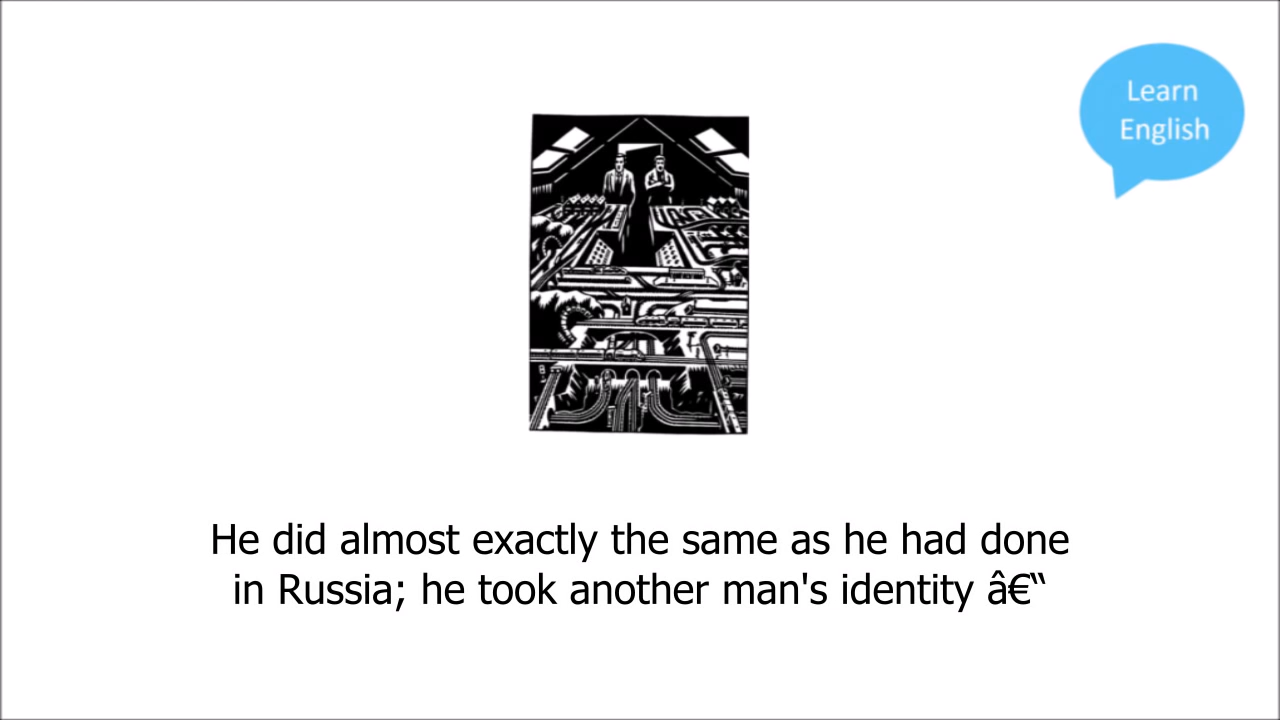 Learn
English
He did almost exactly the same as he had done
in Russia; he took another man's identity â€“